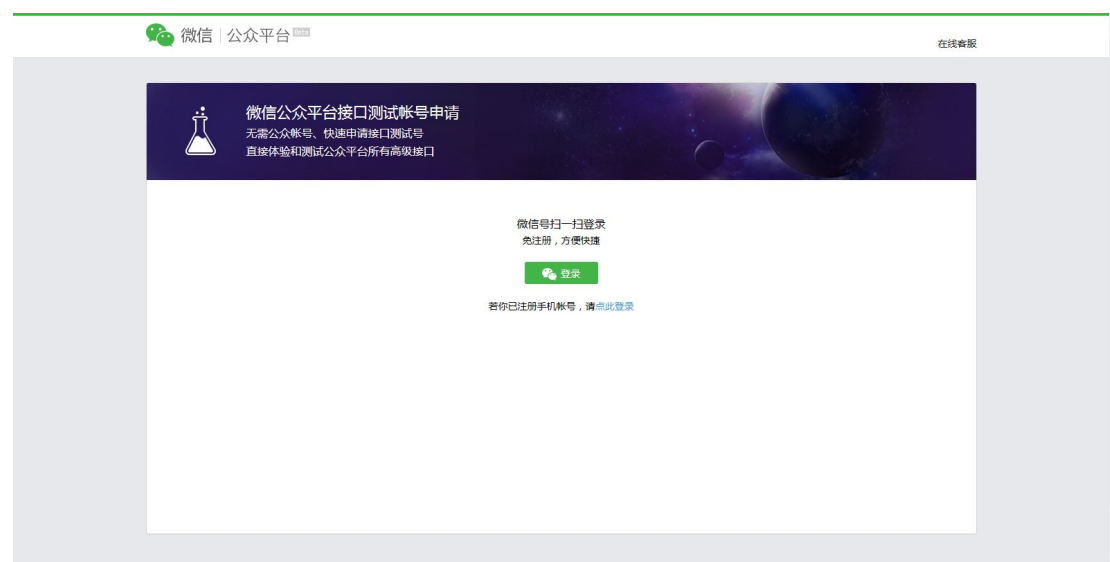 微信 公众平台 Beta
在线客服
微信公众平台接口测试帐号申请
无需公众帐号、快速申请接口测试号
直接体验和测试公众平台所有高级接口
微信号扫一扫登录
免注册，方便快捷
登录
若你已注册手机帐号，请点此登录